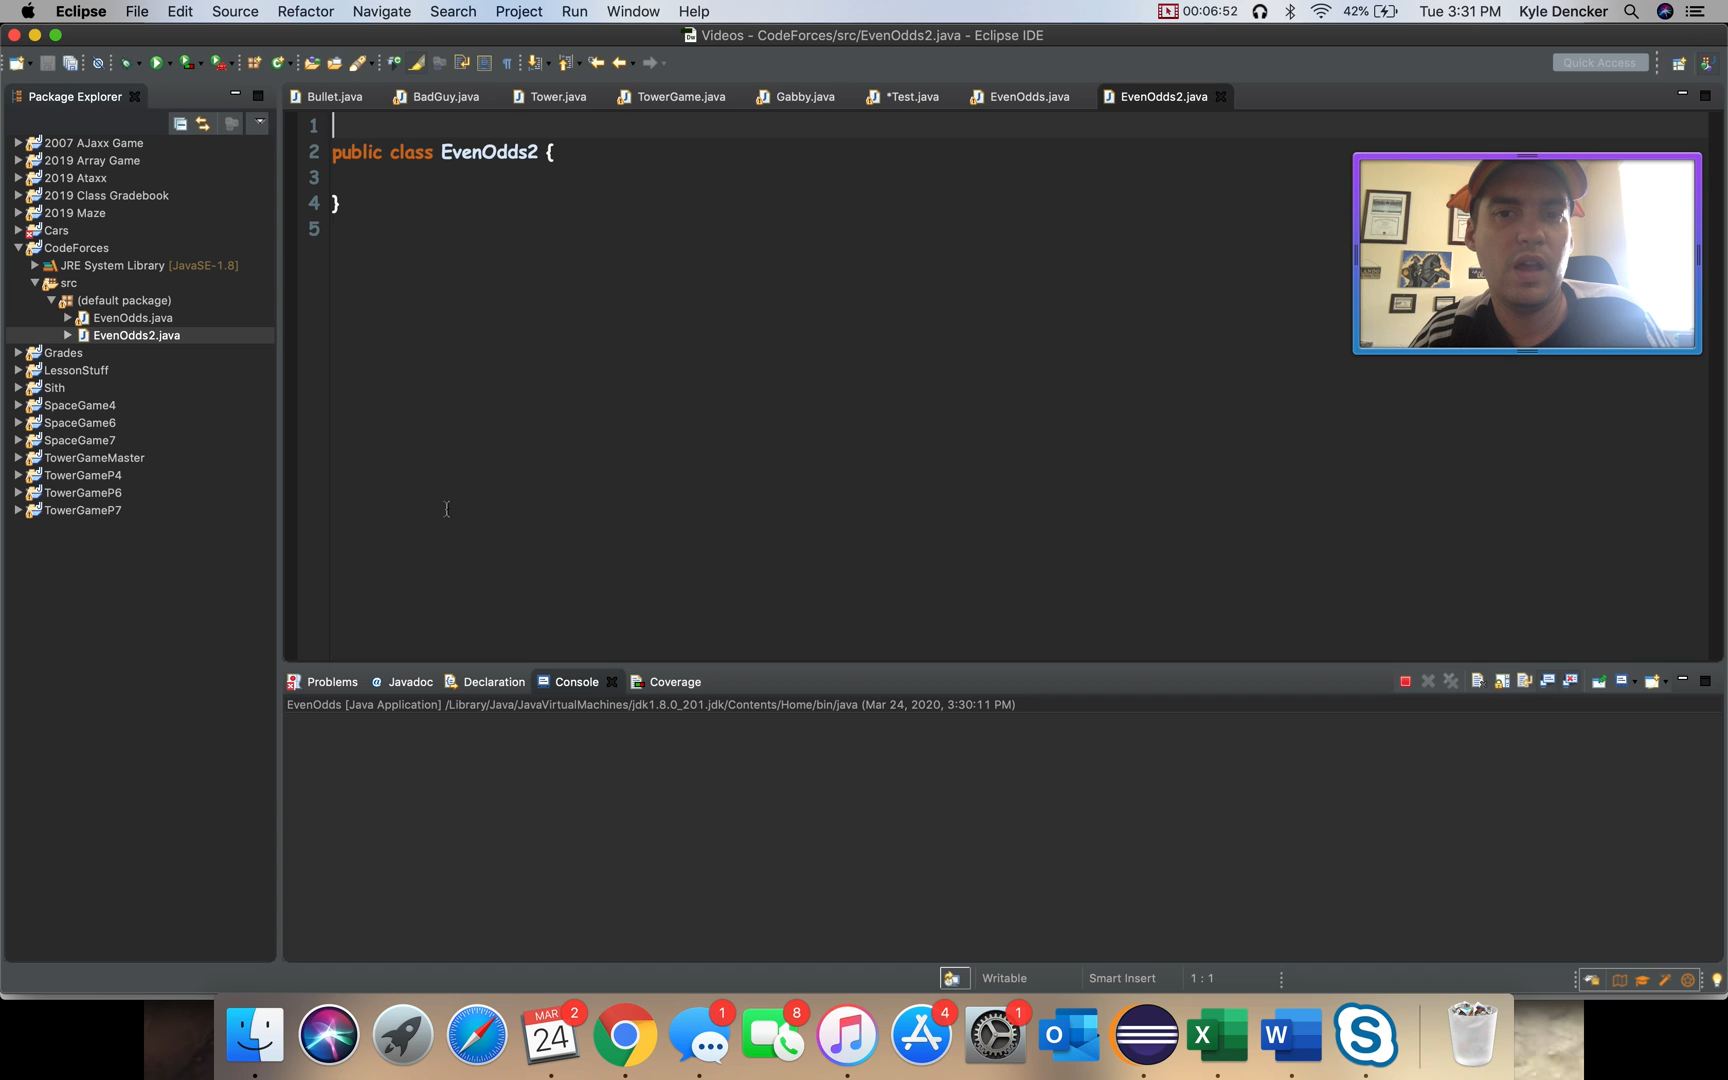 Eclipse File Edit Source Refactor Navigate Search Project Run Window Help 00:06:52 42% Tue 3:31 PM Kyle Dencker
Videos - CodeForces/src/EvenOdds2.java - Eclipse IDE
Quick Access
Package Explorer
Bullet.java BadGuy.java Tower.java TowerGame.java Gabby.java *Test.java EvenOdds.java EvenOdds2.java
2007 AJaxx Game
2019 Array Game
2019 Ataxx
2019 Class Gradebook
2019 Maze
Cars
CodeForces
JRE System Library [JavaSE-1.8]
src
(default package)
EvenOdds.java
EvenOdds2.java
Grades
LessonStuff
Sith
SpaceGame4
SpaceGame6
SpaceGame7
TowerGameMaster
TowerGameP4
TowerGameP6
TowerGameP7
1
2 public class EvenOdds2 {
3
4 }
5
Problems @ Javadoc Declaration Console Coverage
EvenOdds [Java Application] /Library/Java/JavaVirtualMachines/jdk1.8.0_201.jdk/Contents/Home/bin/java (Mar 24, 2020, 3:30:11 PM)
Writable Smart Insert 1 : 1
MAR
24
2
1
8
4
1